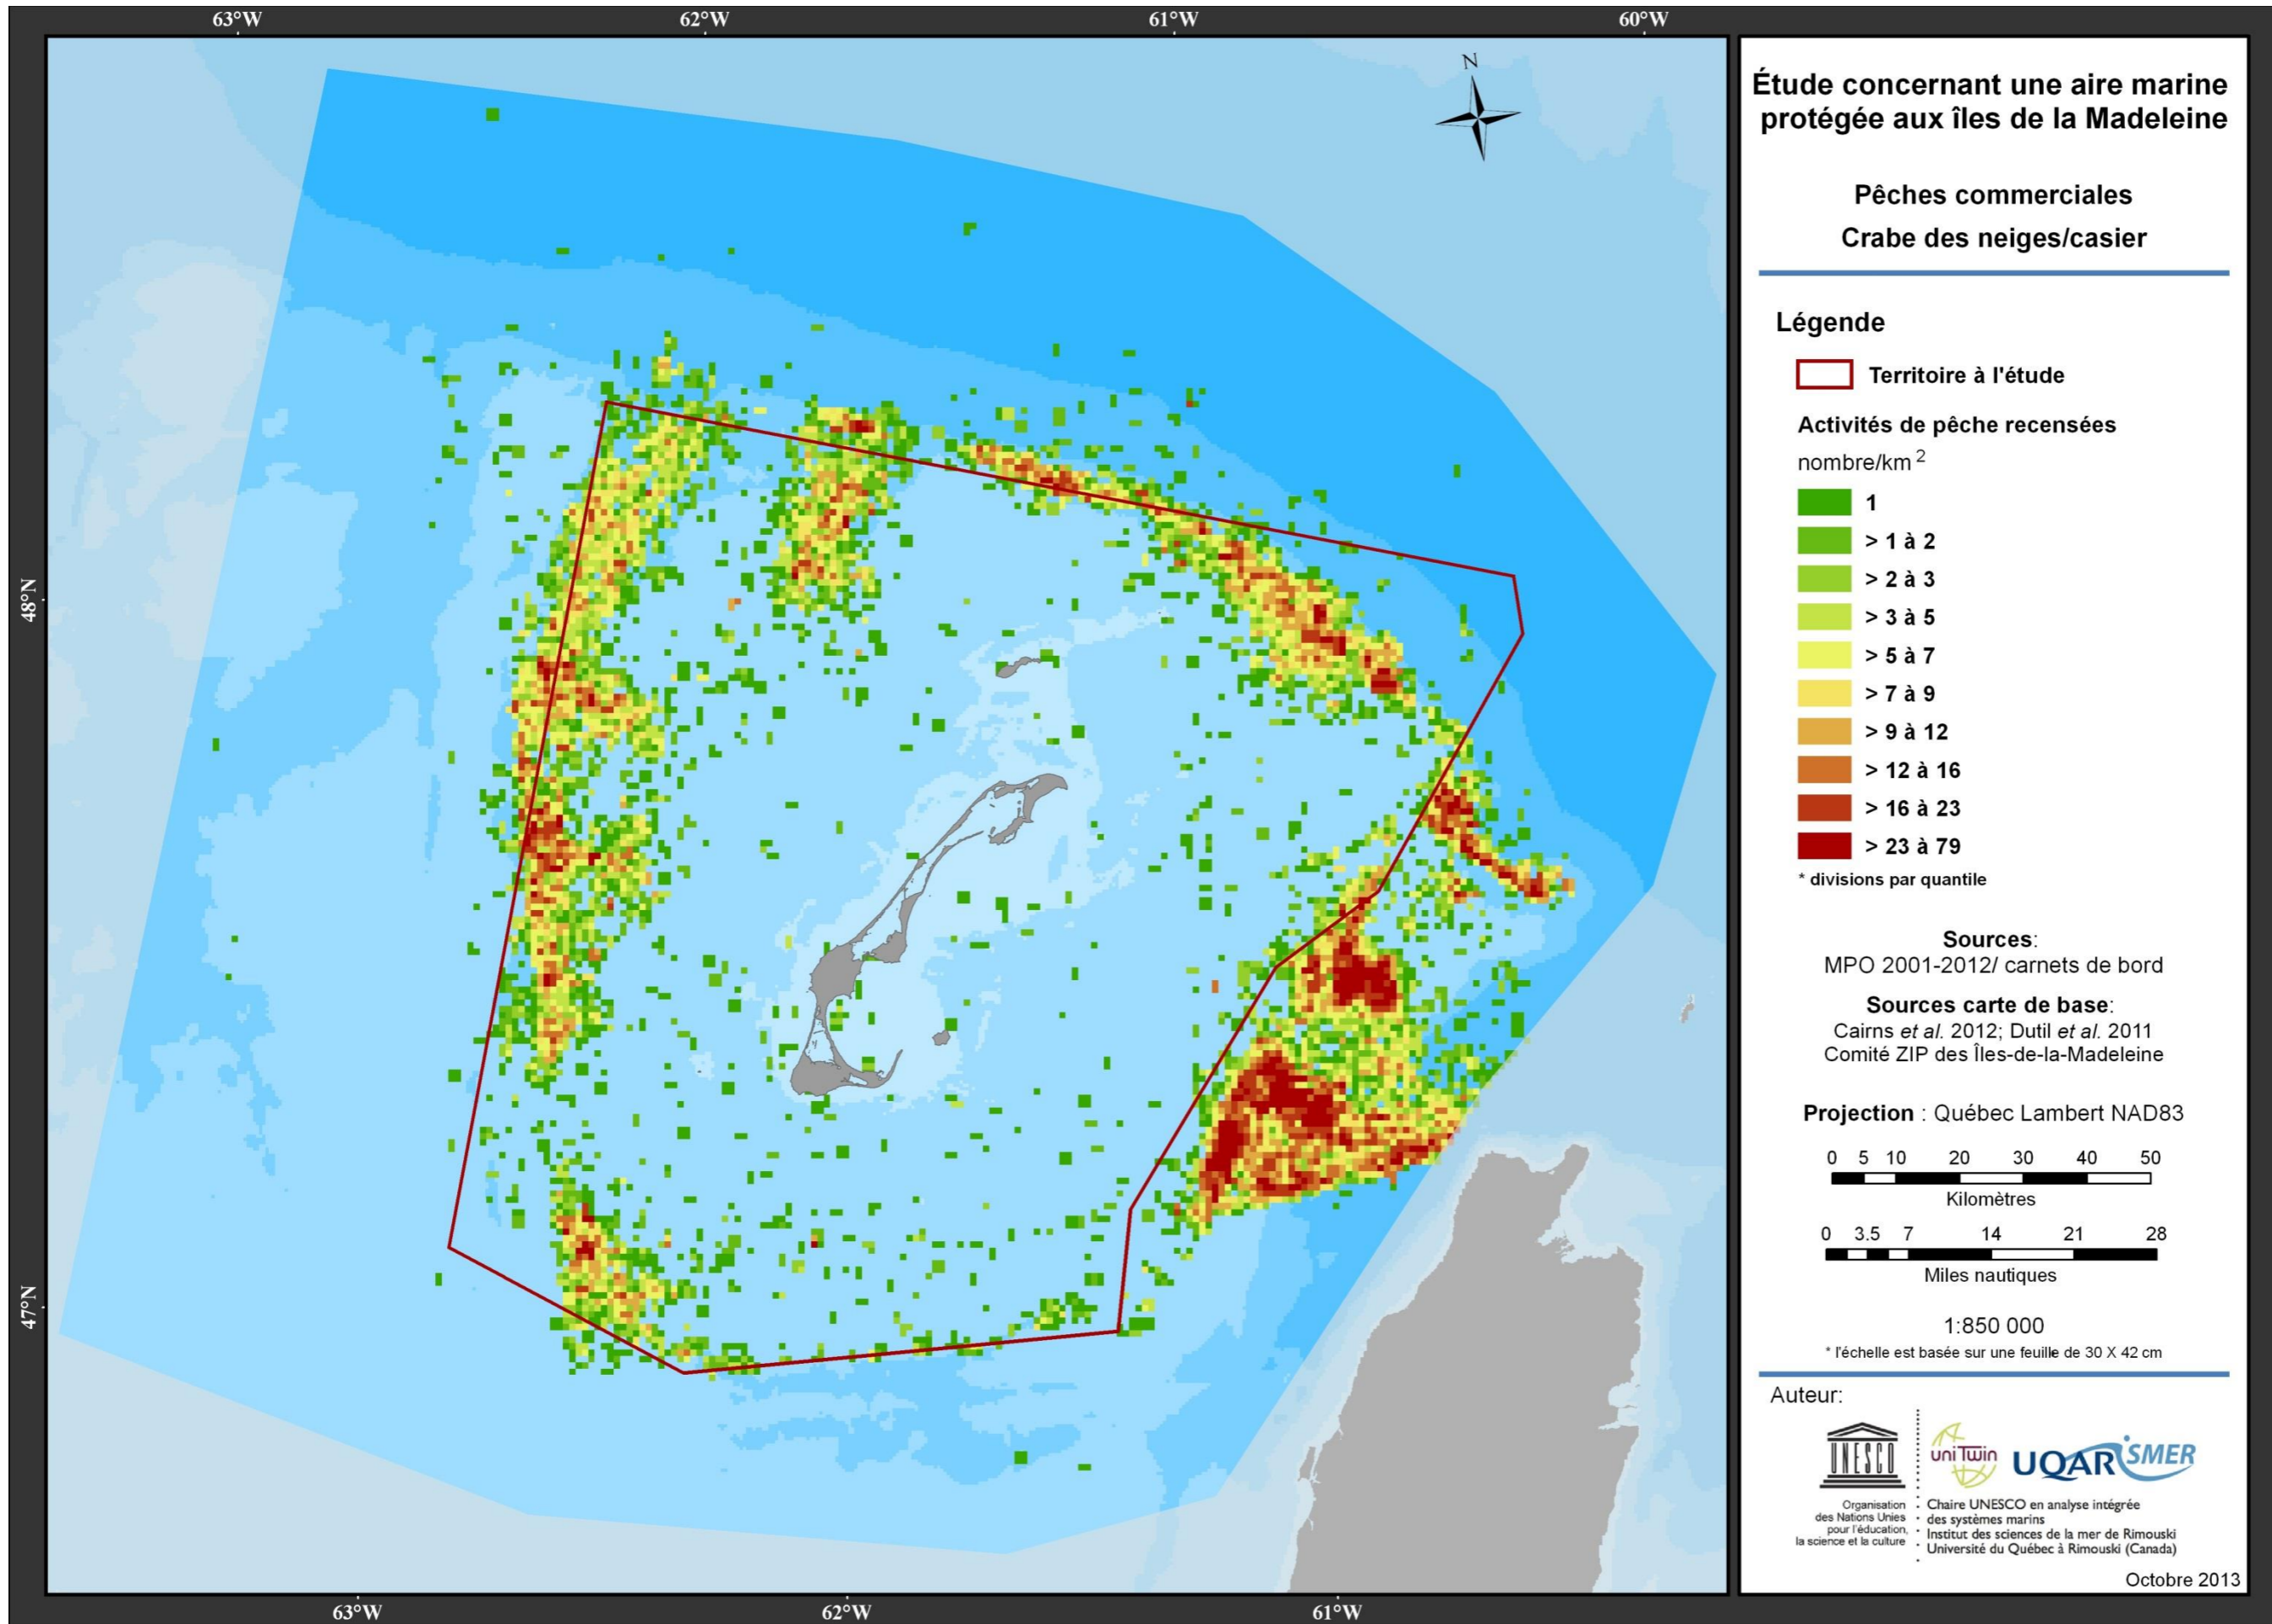 63°W
62°W
61°W
60°W
N
48°N
47°N
63°W
62°W
61°W
Étude concernant une aire marine
protégée aux îles de la Madeleine
Pêches commerciales
Crabe des neiges/casier
Légende
Territoire à l'étude
Activités de pêche recensées
nombre/km 2
1
> 1 à 2
> 2 à 3
> 3 à 5
> 5 à 7
> 7 à 9
> 9 à 12
> 12 à 16
> 16 à 23
> 23 à 79
* divisions par quantile
Sources:
MPO 2001-2012/ carnets de bord
Sources carte de base:
Cairns et al. 2012; Dutil et al. 2011
Comité ZIP des Îles-de-la-Madeleine
Projection : Québec Lambert NAD83
0 5 10 20 30 40 50
Kilomètres
0 3.5 7 14 21 28
Miles nautiques
1:850 000
* l'échelle est basée sur une feuille de 30 X 42 cm
Auteur:
UNESCO
uniTwin
UQAR ISMER
Organisation
des Nations Unies
pour l'éducation,
la science et la culture
Chaire UNESCO en analyse intégrée
des systèmes marins
Institut des sciences de la mer de Rimouski
Université du Québec à Rimouski (Canada)
Octobre 2013